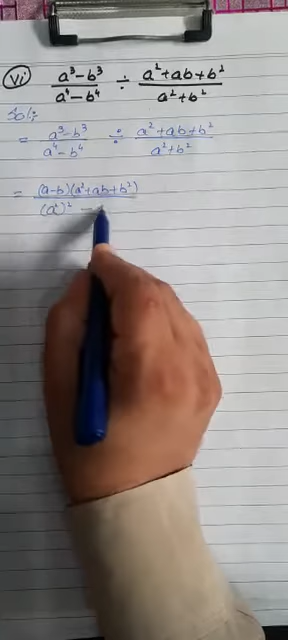 (vi) (a³-b³)/(a⁴-b⁴) ÷ (a²+ab+b²)/(a²+b²)
Sol:
= (a³-b³)/(a⁴-b⁴) ÷ (a²+ab+b²)/(a²+b²)
= (a-b)(a²+ab+b²)/(a²)² -